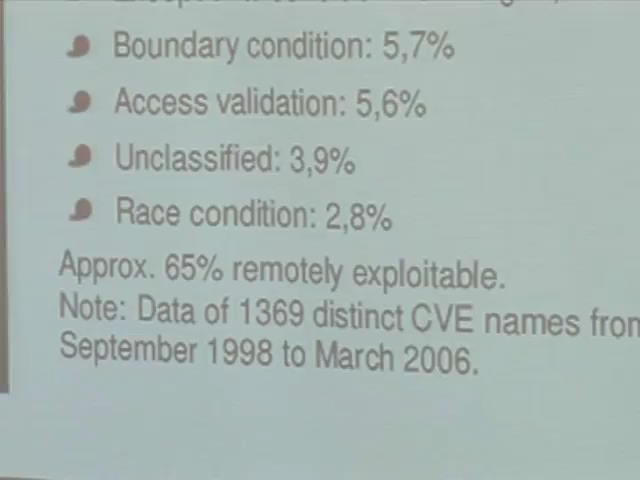 Boundary condition: 5,7%
Access validation: 5,6%
Unclassified: 3,9%
Race condition: 2,8%
Approx. 65% remotely exploitable.
Note: Data of 1369 distinct CVE names from
September 1998 to March 2006.